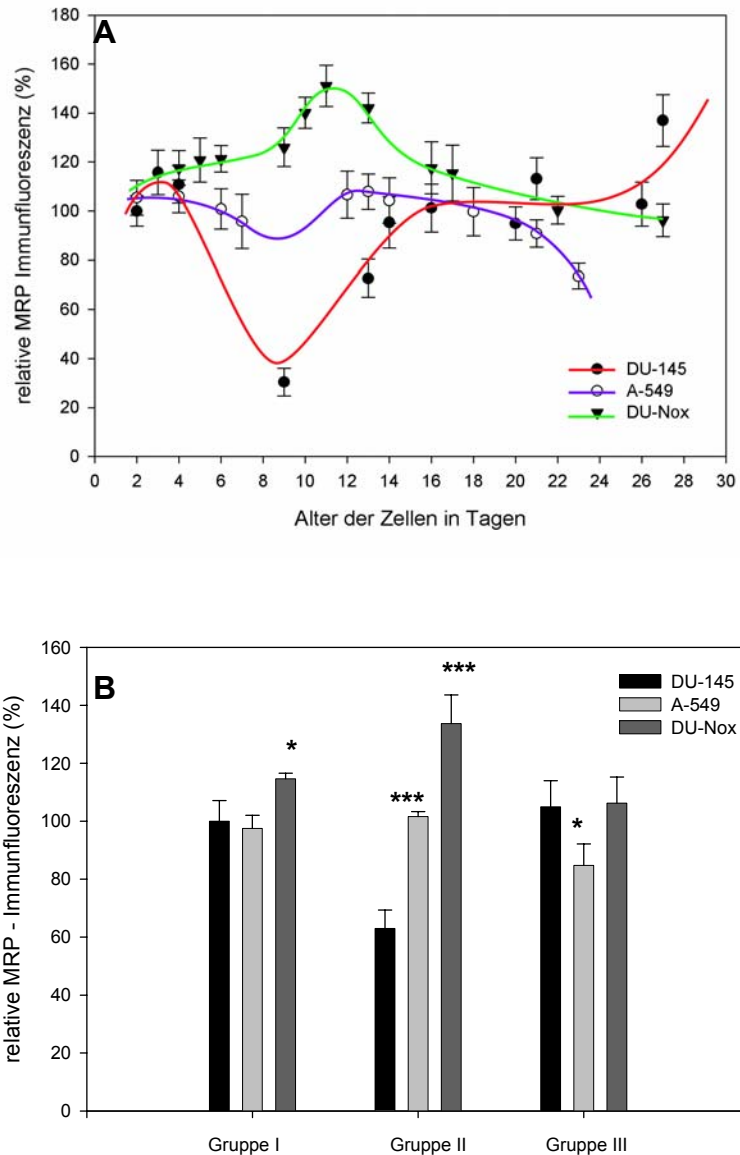 A
180
160
140
120
100
80
60
40
20
0
relative MRP Immunfluoreszenz (%)
DU-145
A-549
DU-Nox
0 2 4 6 8 10 12 14 16 18 20 22 24 26 28 30
Alter der Zellen in Tagen
B
160
140
120
100
80
60
40
20
0
relative MRP - Immunfluoreszenz (%)
DU-145
A-549
DU-Nox
*
***
***
*
Gruppe I Gruppe II Gruppe III